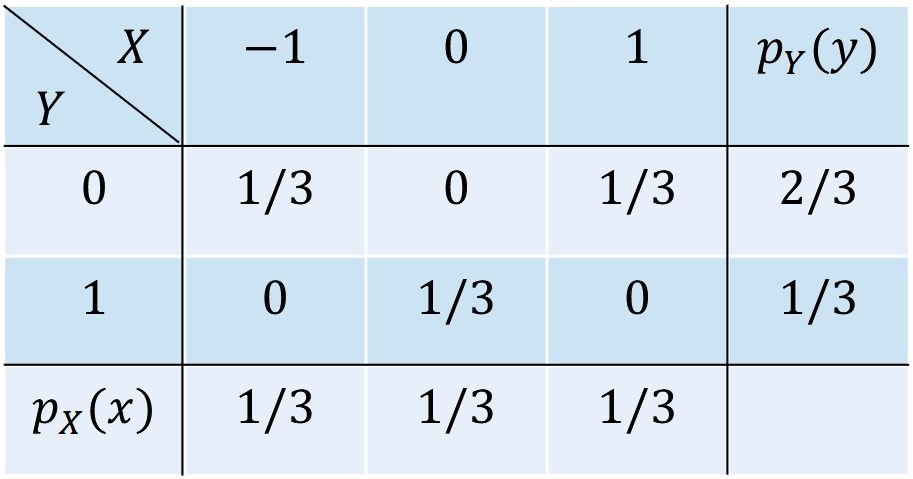 X −1 0 1 p_Y(y)
Y
0 1/3 0 1/3 2/3
1 0 1/3 0 1/3
p_X(x) 1/3 1/3 1/3